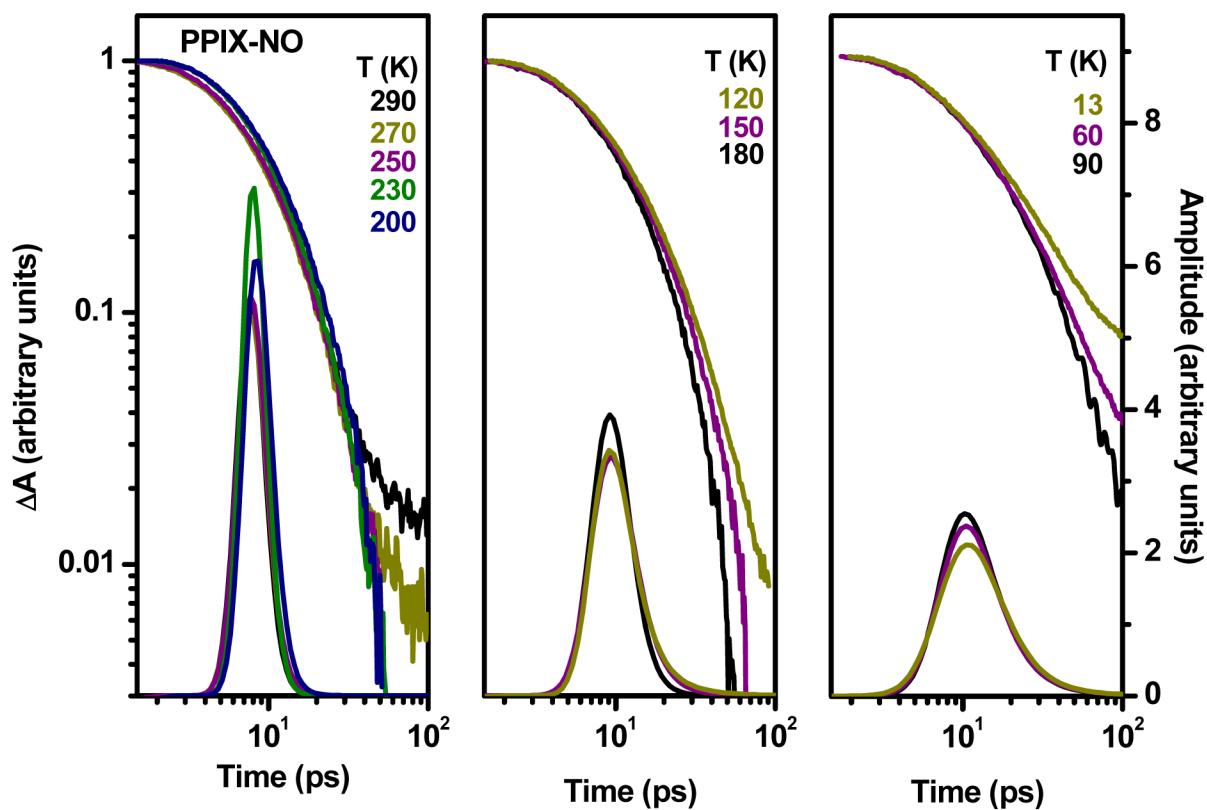 PPIX-NO
T (K)
290
270
250
230
200
T (K)
120
150
180
T (K)
13
60
90
1
0.1
0.01
ΔA (arbitrary units)
8
6
4
2
0
Amplitude (arbitrary units)
10¹
10²
10¹
10²
10¹
10²
Time (ps)
Time (ps)
Time (ps)